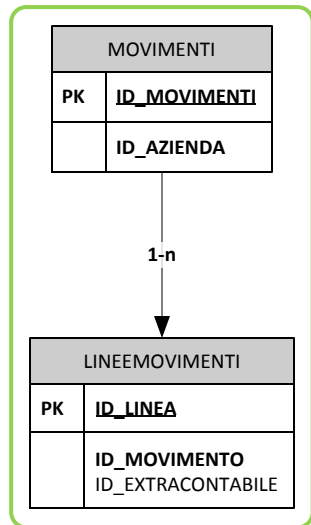 MOVIMENTI
PK ID_MOVIMENTI
ID_AZIENDA
1-n
LINEEMOVIMENTI
PK ID_LINEA
ID_MOVIMENTO
ID_EXTRACONTABILE